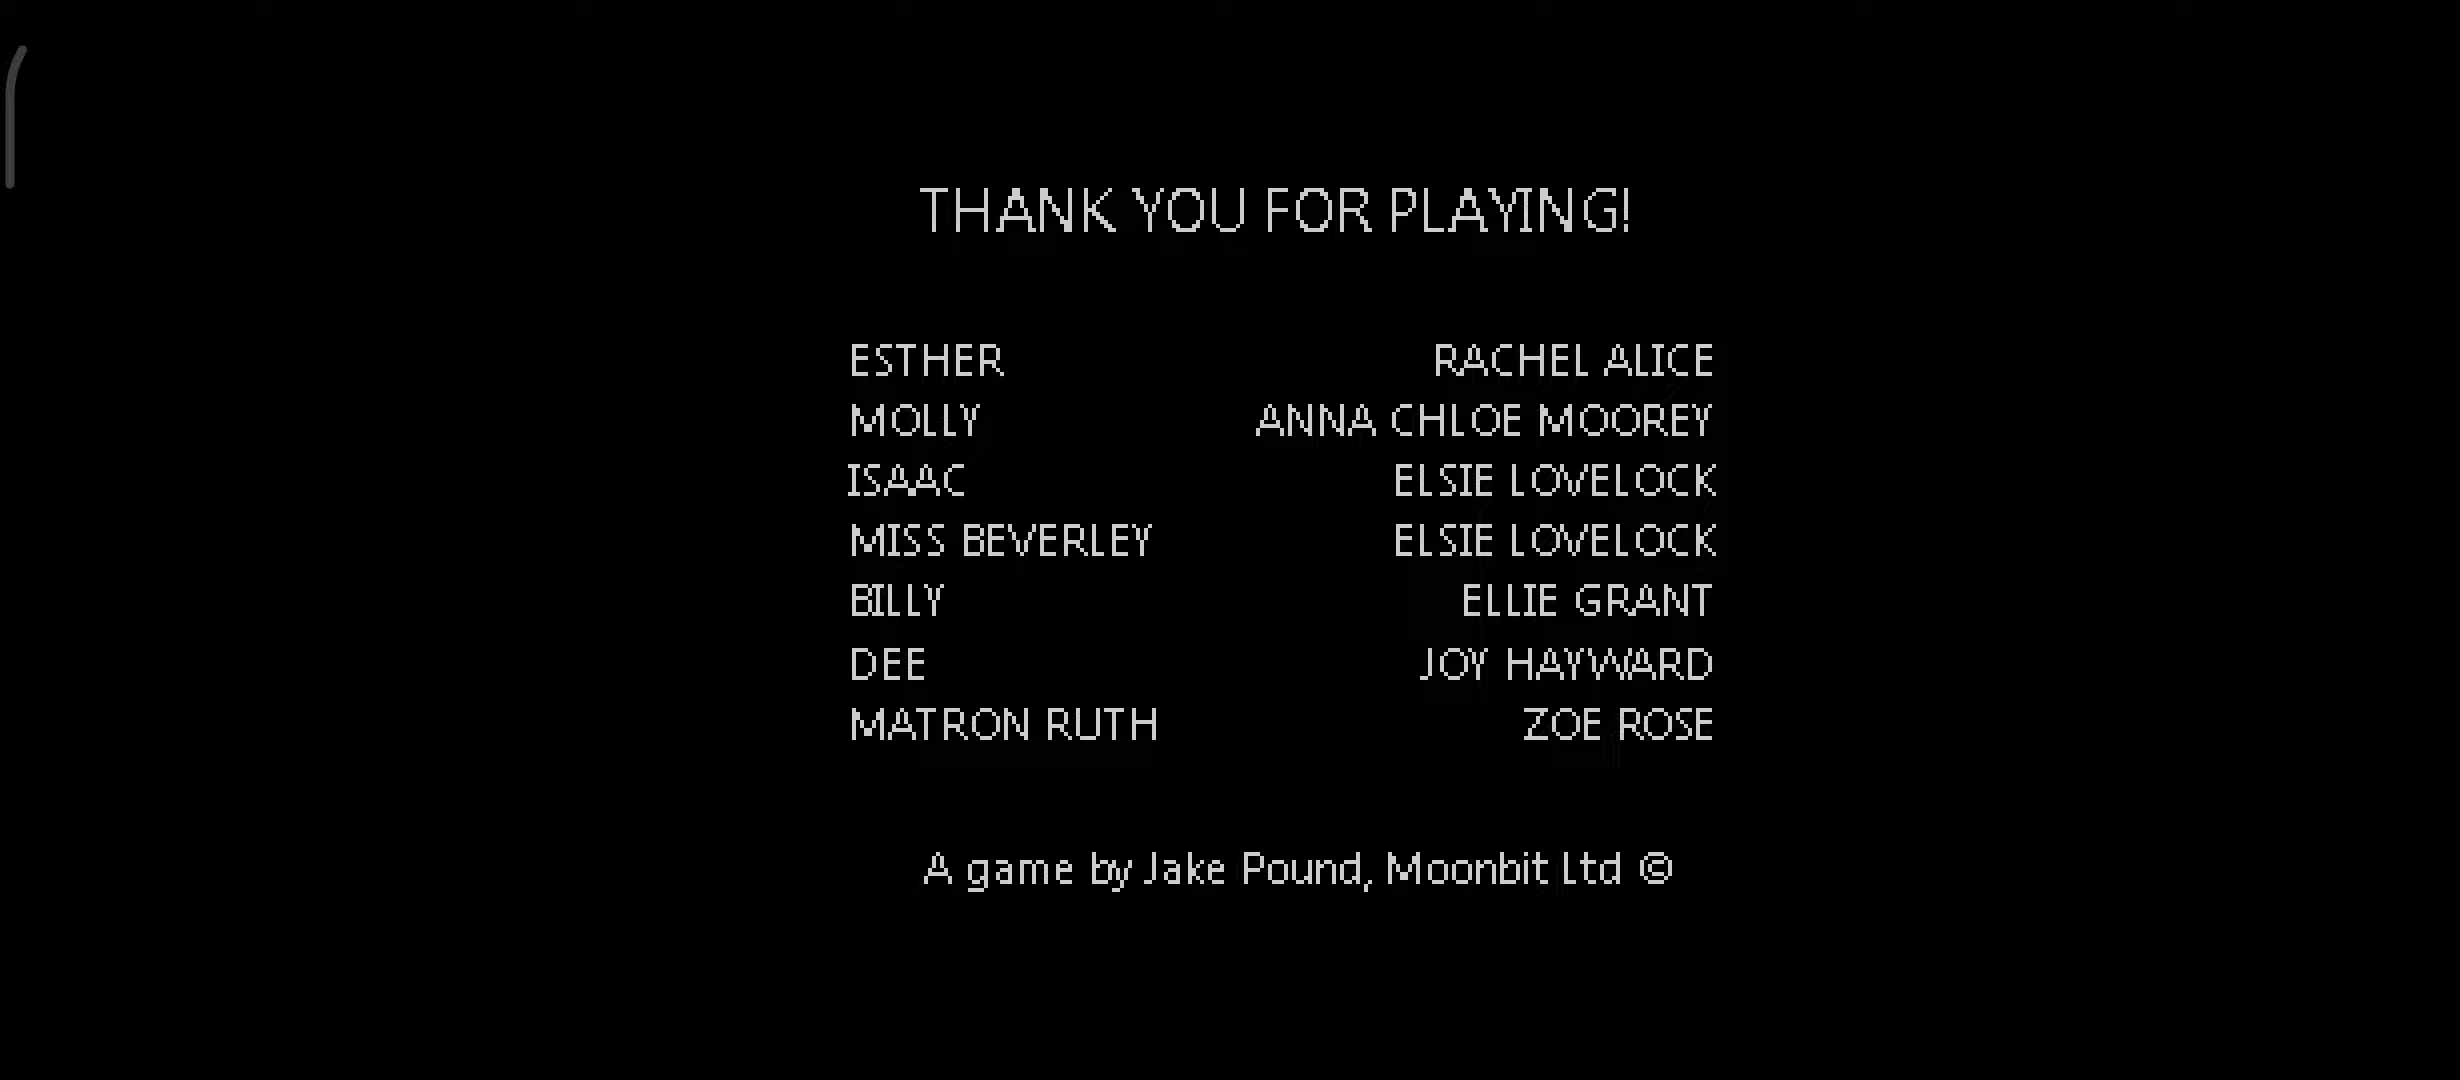 THANK YOU FOR PLAYING!
ESTHER RACHEL ALICE
MOLLY ANNA CHLOE MOOREY
ISAAC ELSIE LOVELOCK
MISS BEVERLEY ELSIE LOVELOCK
BILLY ELLIE GRANT
DEE JOY HAYWARD
MATRON RUTH ZOE ROSE
A game by Jake Pound, Moonbit Ltd ©